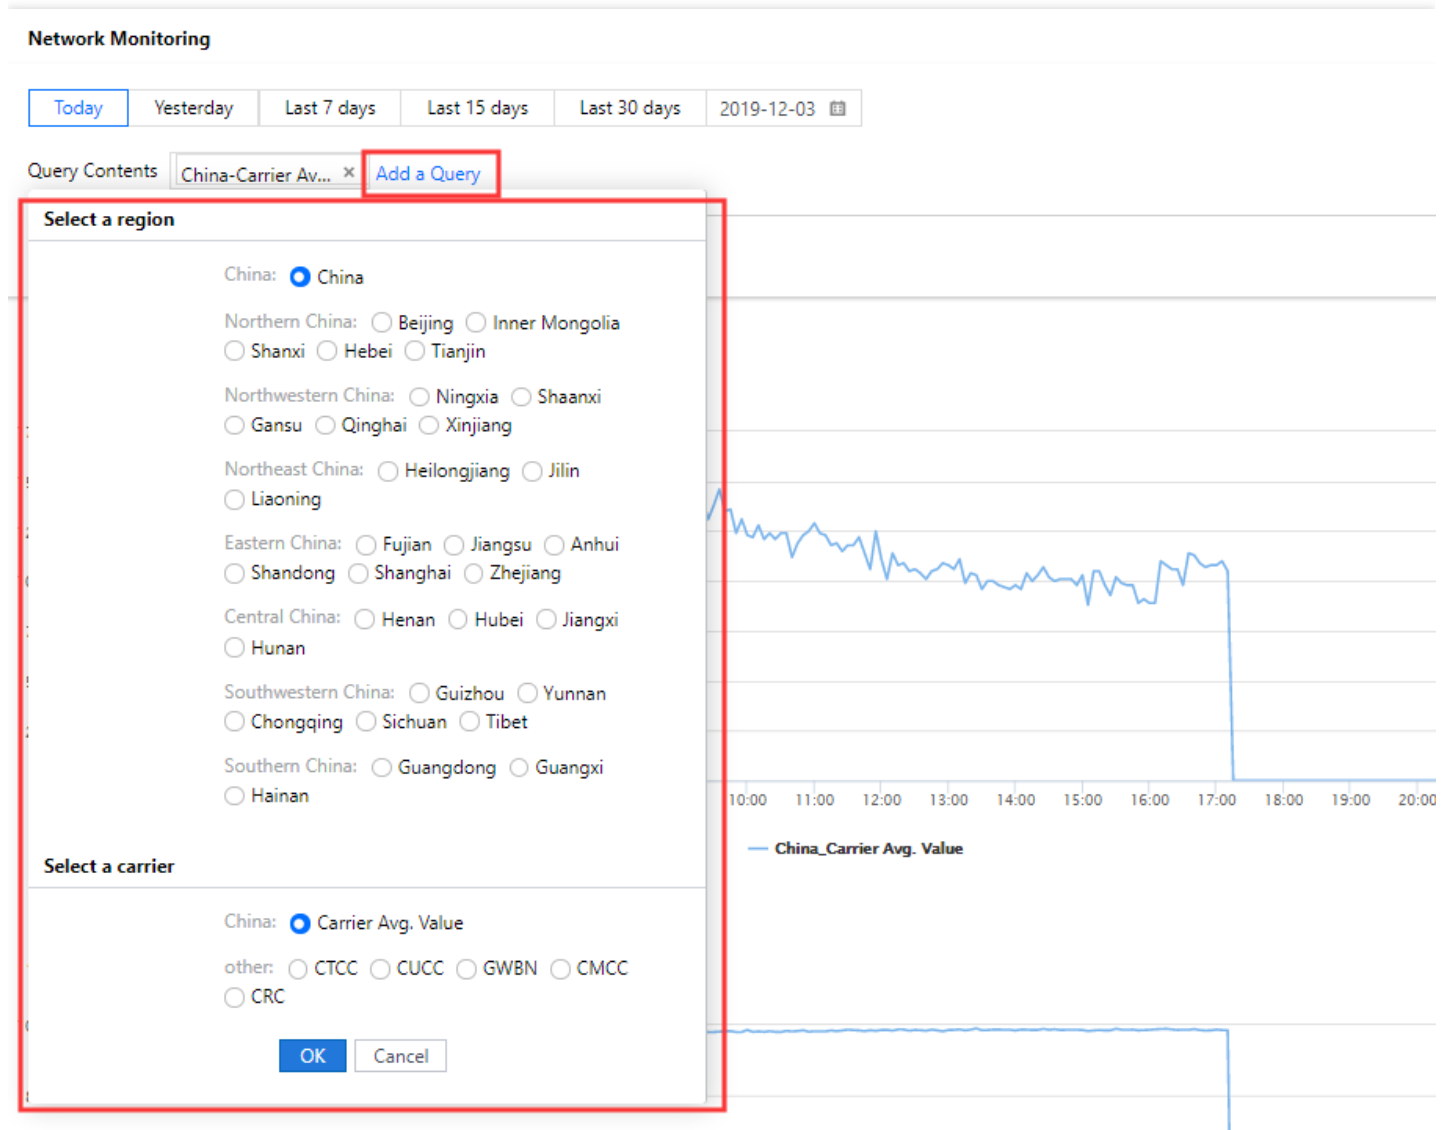 Network Monitoring
Today Yesterday Last 7 days Last 15 days Last 30 days 2019-12-03
Query Contents China-Carrier Av... × Add a Query
Select a region
China: China
Northern China: Beijing Inner Mongolia
Shanxi Hebei Tianjin
Northwestern China: Ningxia Shaanxi
Gansu Qinghai Xinjiang
Northeast China: Heilongjiang Jilin
Liaoning
Eastern China: Fujian Jiangsu Anhui
Shandong Shanghai Zhejiang
Central China: Henan Hubei Jiangxi
Hunan
Southwestern China: Guizhou Yunnan
Chongqing Sichuan Tibet
Southern China: Guangdong Guangxi
Hainan
10:00 11:00 12:00 13:00 14:00 15:00 16:00 17:00 18:00 19:00 20:00
China_Carrier Avg. Value
Select a carrier
China: Carrier Avg. Value
other: CTCC CUCC GWBN CMCC
CRC
OK Cancel